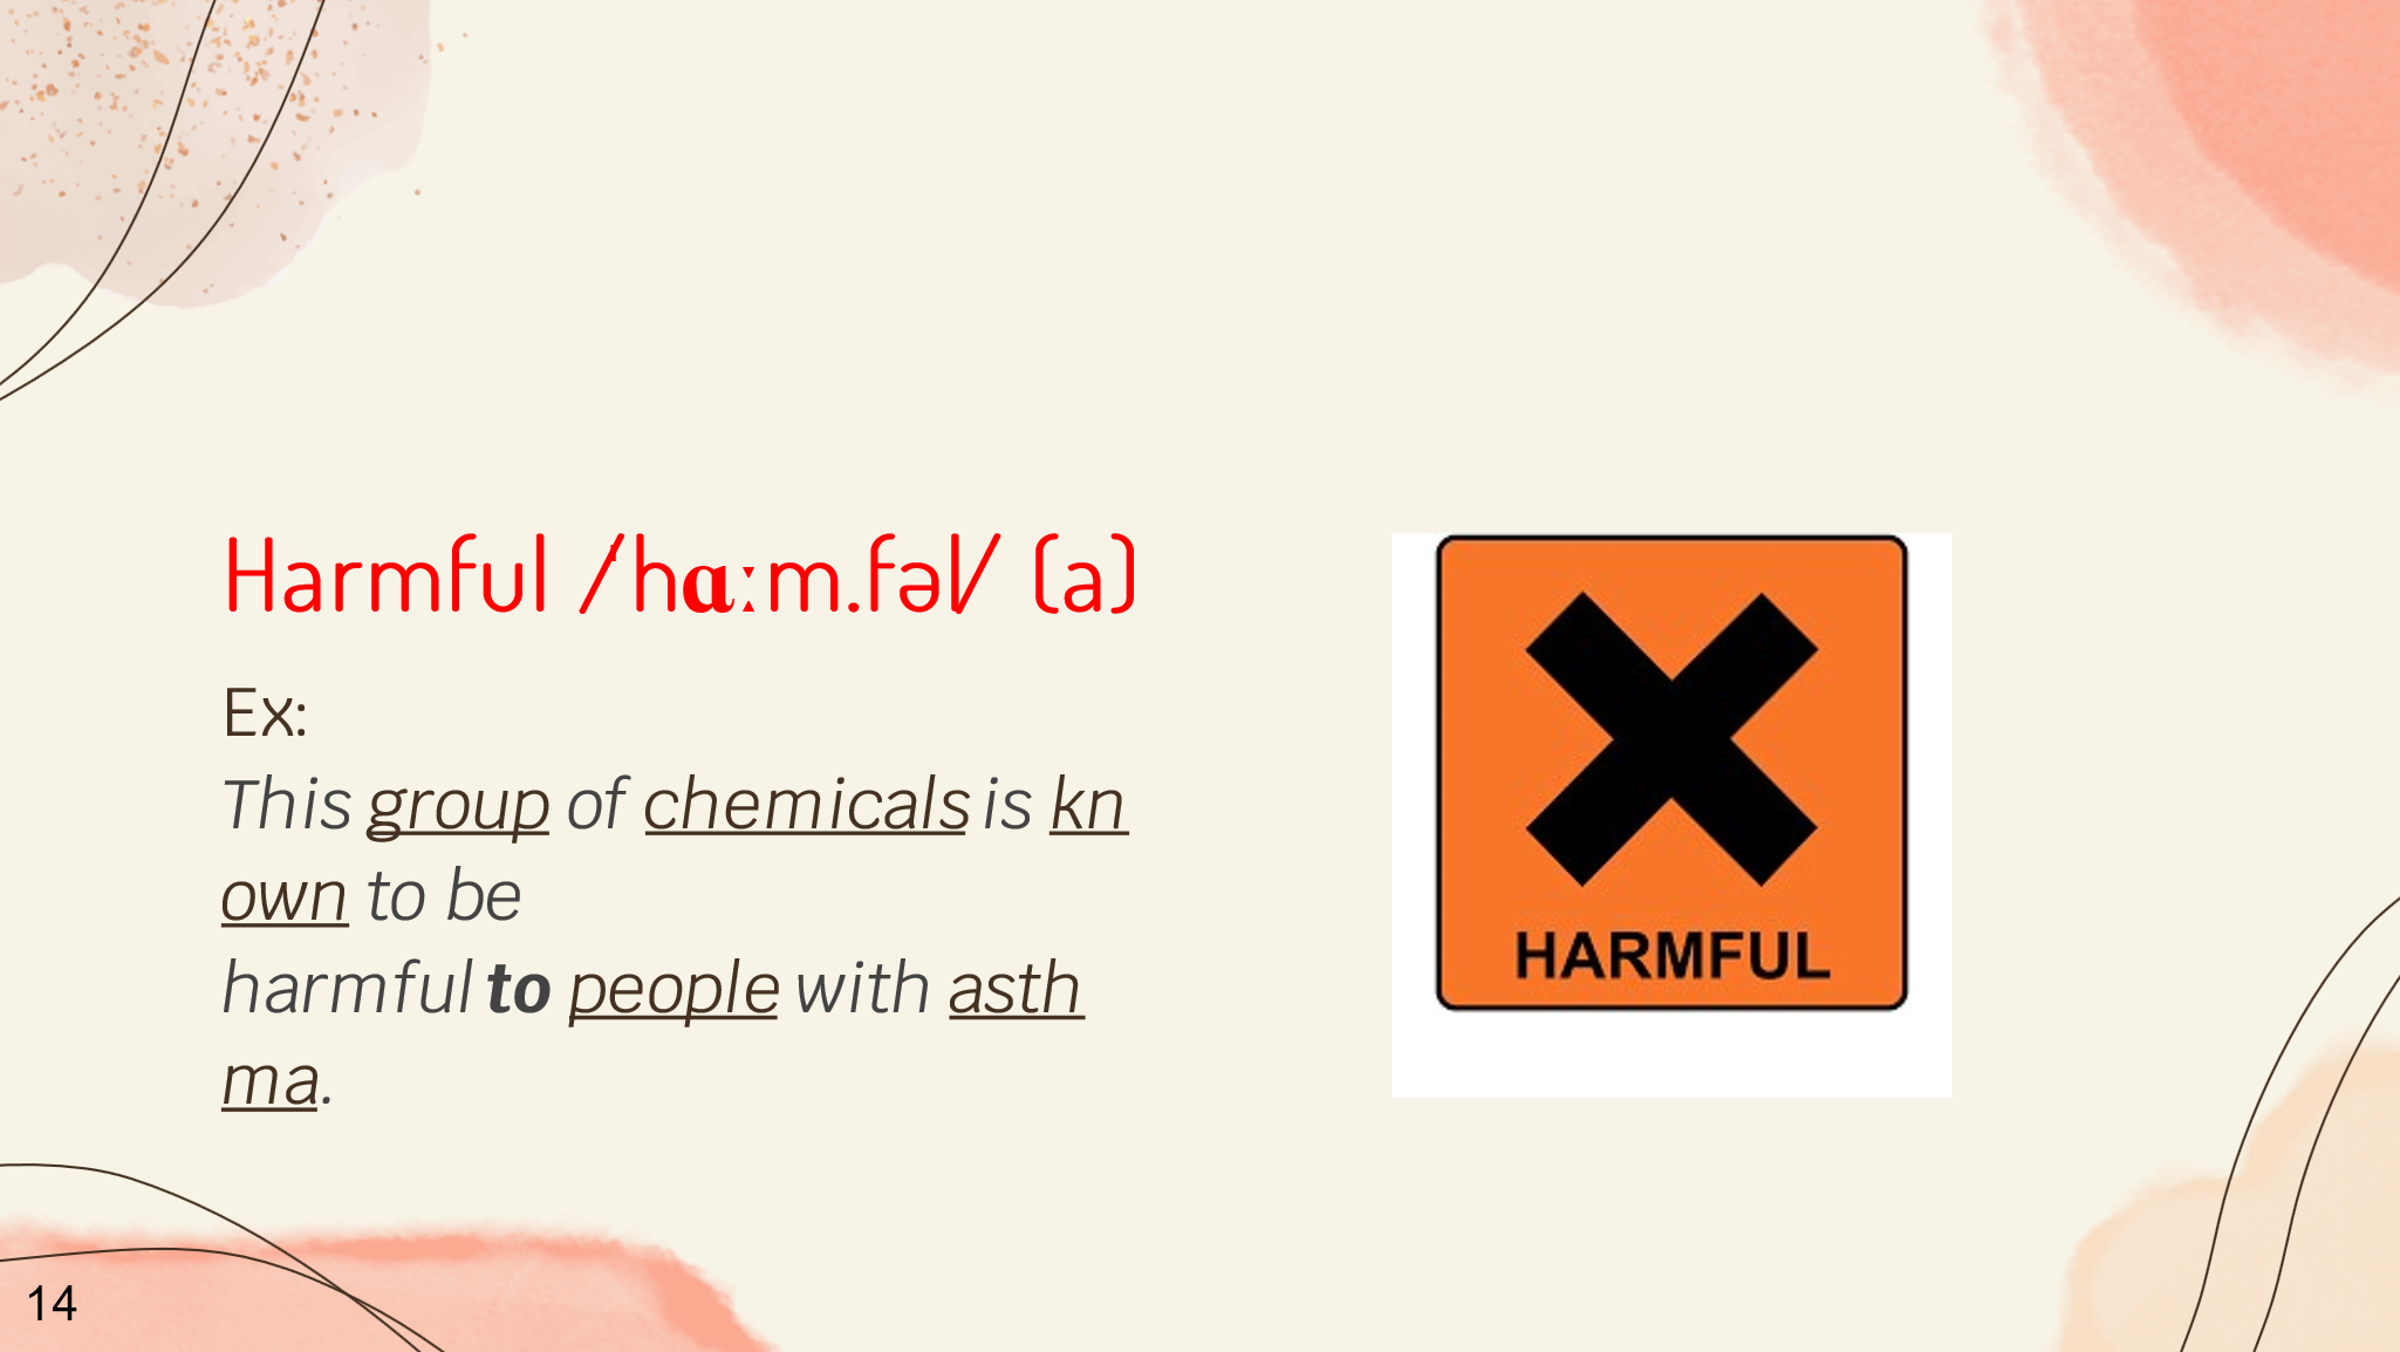 Harmful /ˈhɑːm.fəl/ (a)
Ex:
This group of chemicals is kn
own to be
harmful to people with asth
ma.
HARMFUL
14